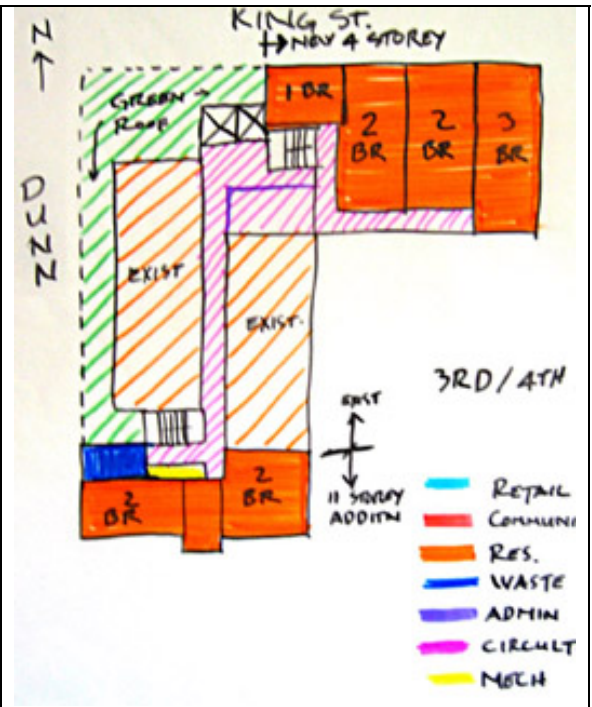 KING ST.
NEW 4 STOREY
N
GREEN
ROOF
DUNN
1 BR
2
BR
2
BR
3
BR
EXIST
EXIST.
3RD/4TH
EXIST
11 STOREY
ADDITN
2
BR
2
BR
RETAIL
COMMUNI
RES.
WASTE
ADMIN
CIRCULT
MECH